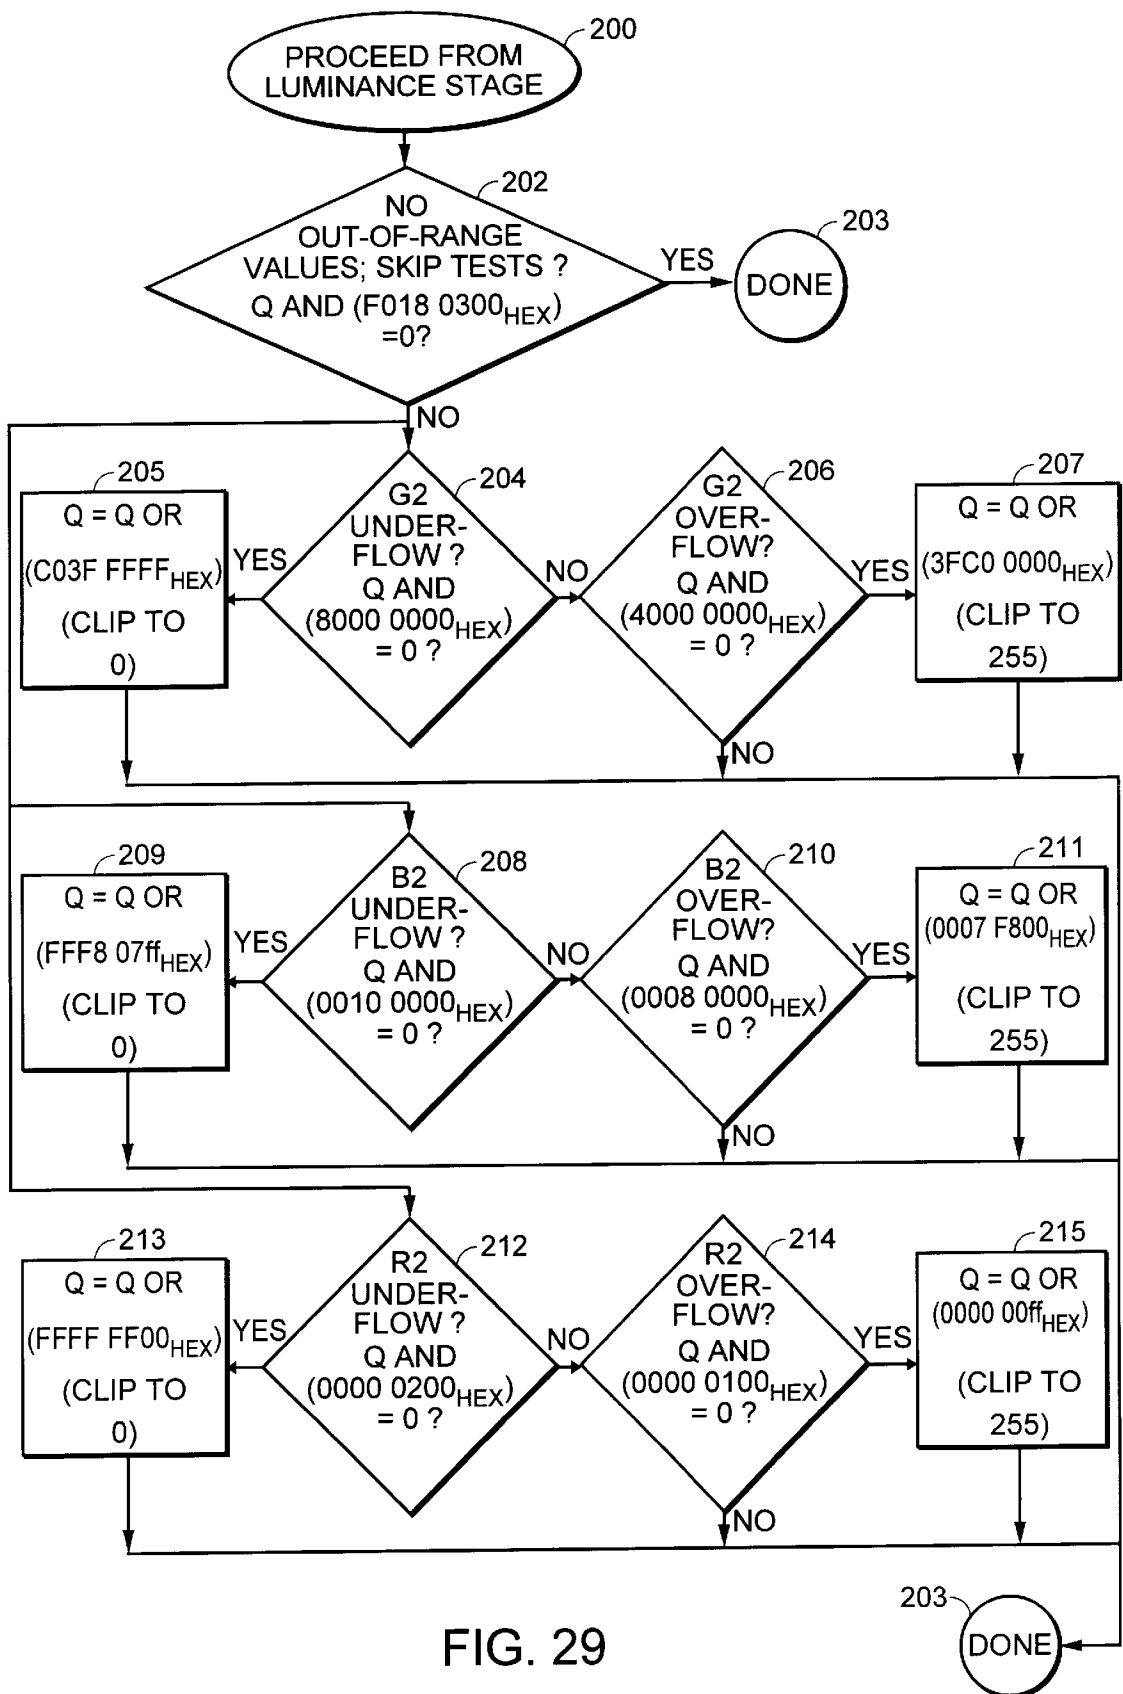 200
PROCEED FROM
LUMINANCE STAGE
202
NO
OUT-OF-RANGE
VALUES; SKIP TESTS ?
Q AND (F018 0300HEX)
=0?
YES
203
DONE
NO
205
Q = Q OR
(C03F FFFFHEX)
(CLIP TO
0)
YES
204
G2
UNDER-
FLOW ?
Q AND
(8000 0000HEX)
= 0 ?
NO
206
G2
OVER-
FLOW?
Q AND
(4000 0000HEX)
= 0 ?
YES
NO
207
Q = Q OR
(3FC0 0000HEX)
(CLIP TO
255)
209
Q = Q OR
(FFF8 07ffHEX)
(CLIP TO
0)
YES
208
B2
UNDER-
FLOW ?
Q AND
(0010 0000HEX)
= 0 ?
NO
210
B2
OVER-
FLOW?
Q AND
(0008 0000HEX)
= 0 ?
YES
NO
211
Q = Q OR
(0007 F800HEX)
(CLIP TO
255)
213
Q = Q OR
(FFFF FF00HEX)
(CLIP TO
0)
YES
212
R2
UNDER-
FLOW ?
Q AND
(0000 0200HEX)
= 0 ?
NO
214
R2
OVER-
FLOW?
Q AND
(0000 0100HEX)
= 0 ?
YES
NO
215
Q = Q OR
(0000 00ffHEX)
(CLIP TO
255)
203
DONE
FIG. 29